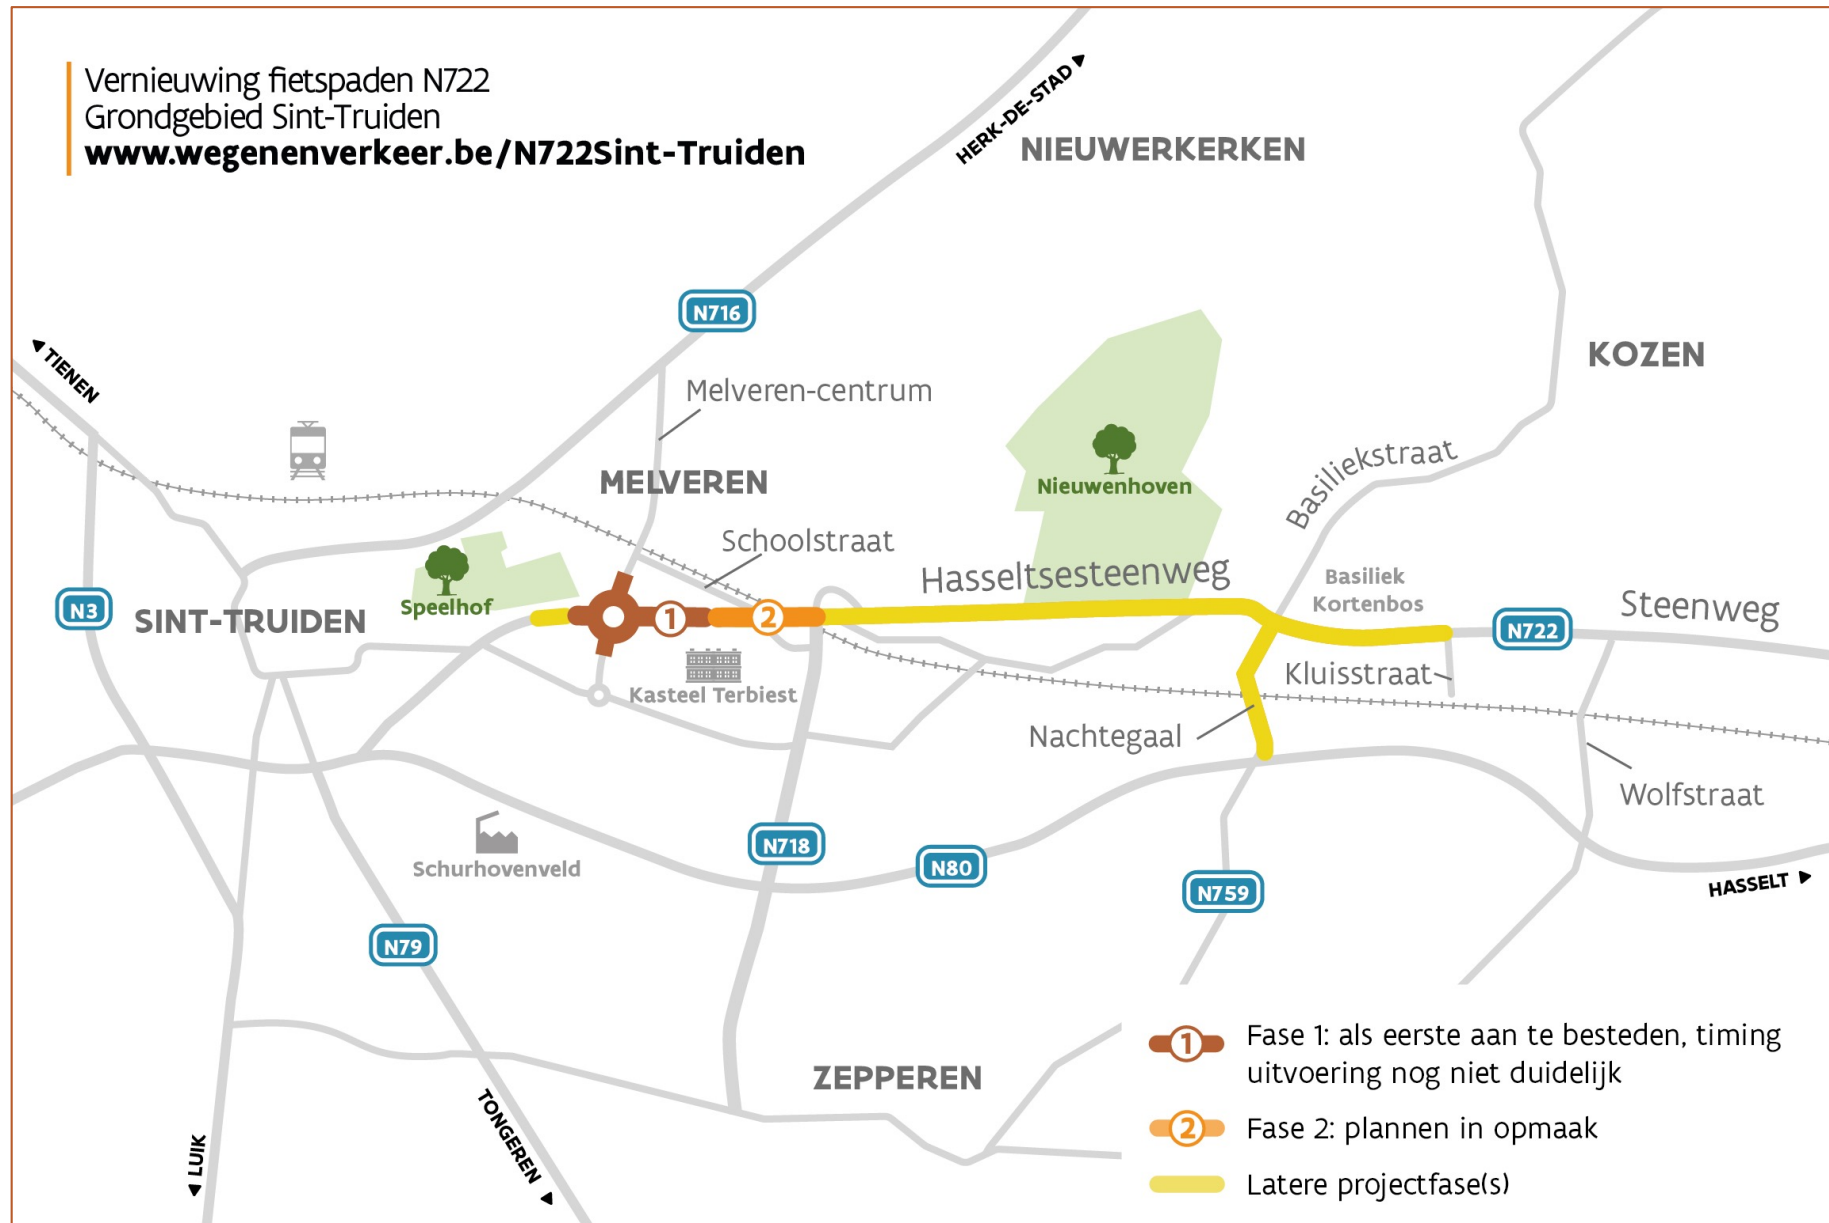 Vernieuwing fietspaden N722
Grondgebied Sint-Truiden
www.wegenenverkeer.be/N722Sint-Truiden
HERK-DE-STAD
NIEUWERKERKEN
N716
TIENEN
KOZEN
Melveren-centrum
MELVEREN
Basiliekstraat
Nieuwenhoven
Schoolstraat
Hasseltsesteenweg
Basiliek
Kortenbos
Steenweg
N3
SINT-TRUIDEN
Speelhof
1
2
N722
Kasteel Terbiest
Kluisstraat
Nachtegaal
Wolfstraat
Schurhovenveld
N718
N80
N759
HASSELT
N79
ZEPPEREN
LUIK
TONGEREN
1 Fase 1: als eerste aan te besteden, timing
uitvoering nog niet duidelijk
2 Fase 2: plannen in opmaak
Latere projectfase(s)